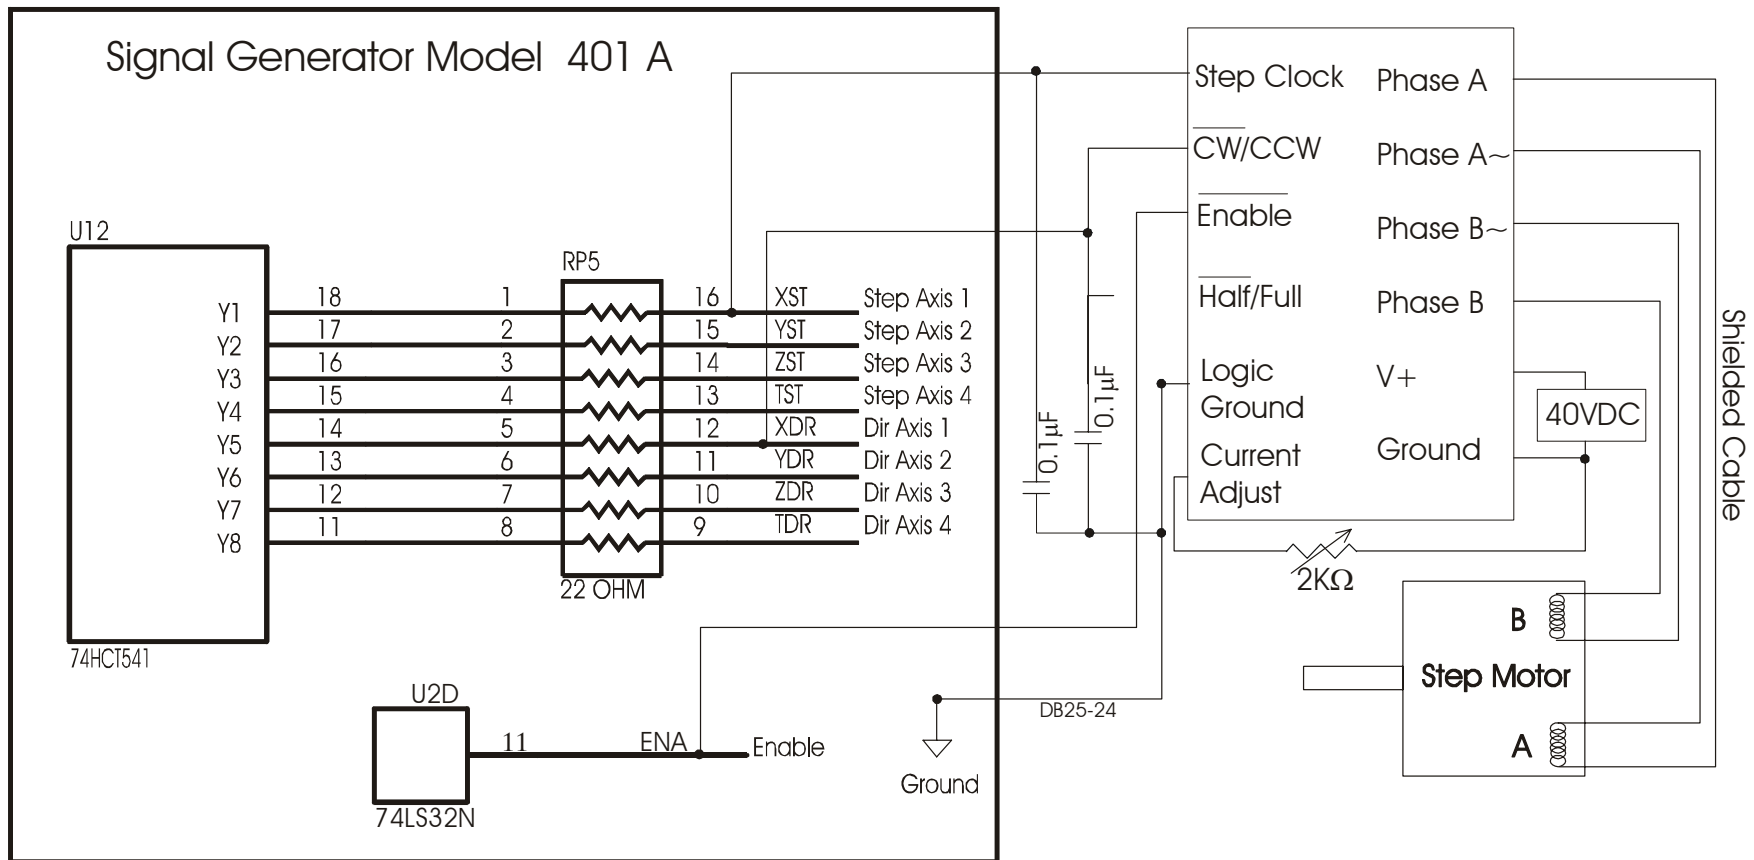 Signal Generator Model 401 A
U12
Y1
Y2
Y3
Y4
Y5
Y6
Y7
Y8
74HCT541
18 1
17 2
16 3
15 4
14 5
13 6
12 7
11 8
RP5
22 OHM
16 XST Step Axis 1
15 YST Step Axis 2
14 ZST Step Axis 3
13 TST Step Axis 4
12 XDR Dir Axis 1
11 YDR Dir Axis 2
10 ZDR Dir Axis 3
9 TDR Dir Axis 4
U2D
74LS32N
11 ENA Enable
Ground
DB25-24
0.1µF
0.1µF
Step Clock
CW/CCW
Enable
Half/Full
Logic
Ground
Current
Adjust
Phase A
Phase A~
Phase B~
Phase B
V+
Ground
40VDC
2KΩ
B
Step Motor
A
Shielded Cable